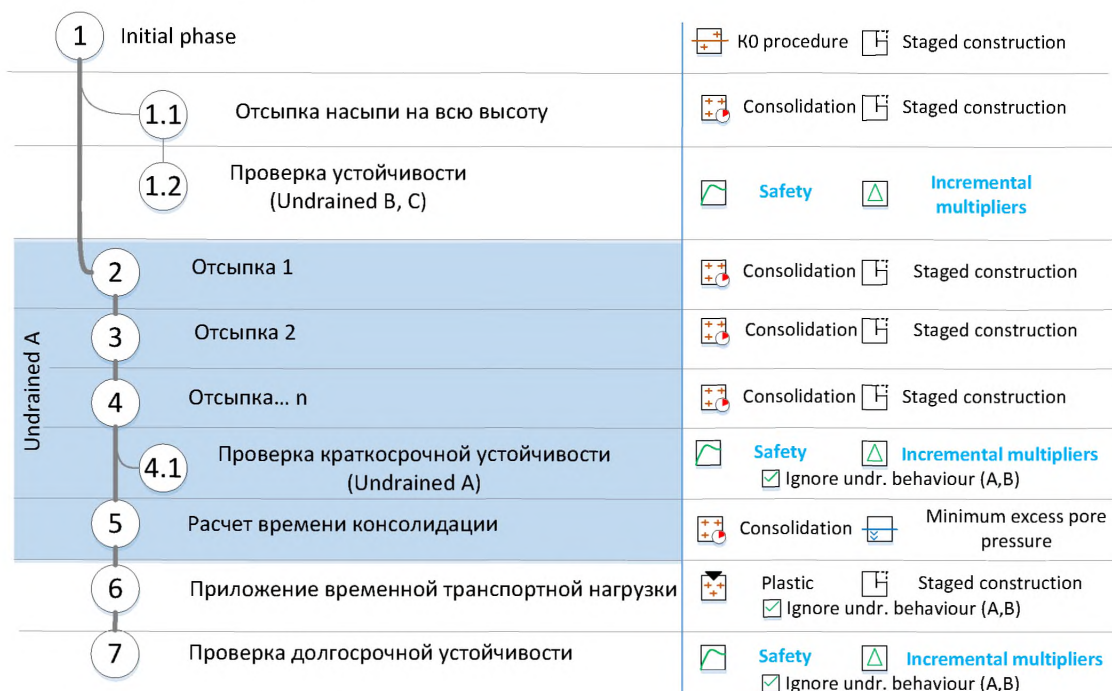 1 Initial phase K0 procedure Staged construction
1.1 Отсыпка насыпи на всю высоту Consolidation Staged construction
1.2 Проверка устойчивости
(Undrained B, C)
Safety Incremental
multipliers
Undrained A
2 Отсыпка 1 Consolidation Staged construction
3 Отсыпка 2 Consolidation Staged construction
4 Отсыпка... n Consolidation Staged construction
4.1 Проверка краткосрочной устойчивости
(Undrained A)
Safety Incremental multipliers
Ignore undr. behaviour (A,B)
5 Расчет времени консолидации Consolidation Minimum excess pore
pressure
6 Приложение временной транспортной нагрузки Plastic Staged construction
Ignore undr. behaviour (A,B)
7 Проверка долгосрочной устойчивости Safety Incremental multipliers
Ignore undr. behaviour (A,B)